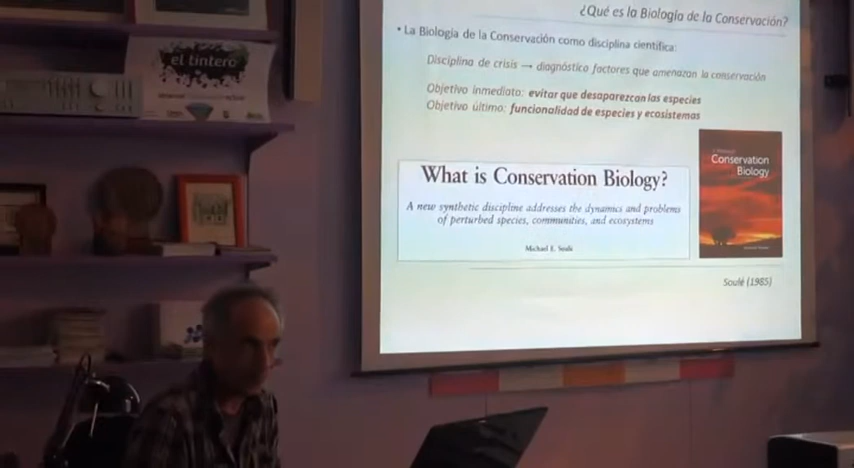 ¿Qué es la Biología de la Conservación?
• La Biología de la Conservación como disciplina científica:
Disciplina de crisis → diagnóstico factores que amenazan la conservación
Objetivo inmediato: evitar que desaparezcan las especies
Objetivo último: funcionalidad de especies y ecosistemas
What is Conservation Biology?
A new synthetic discipline addresses the dynamics and problems
of perturbed species, communities, and ecosystems
Michael E. Soulé
Conservation
Biology
Soulé (1985)
el tintero